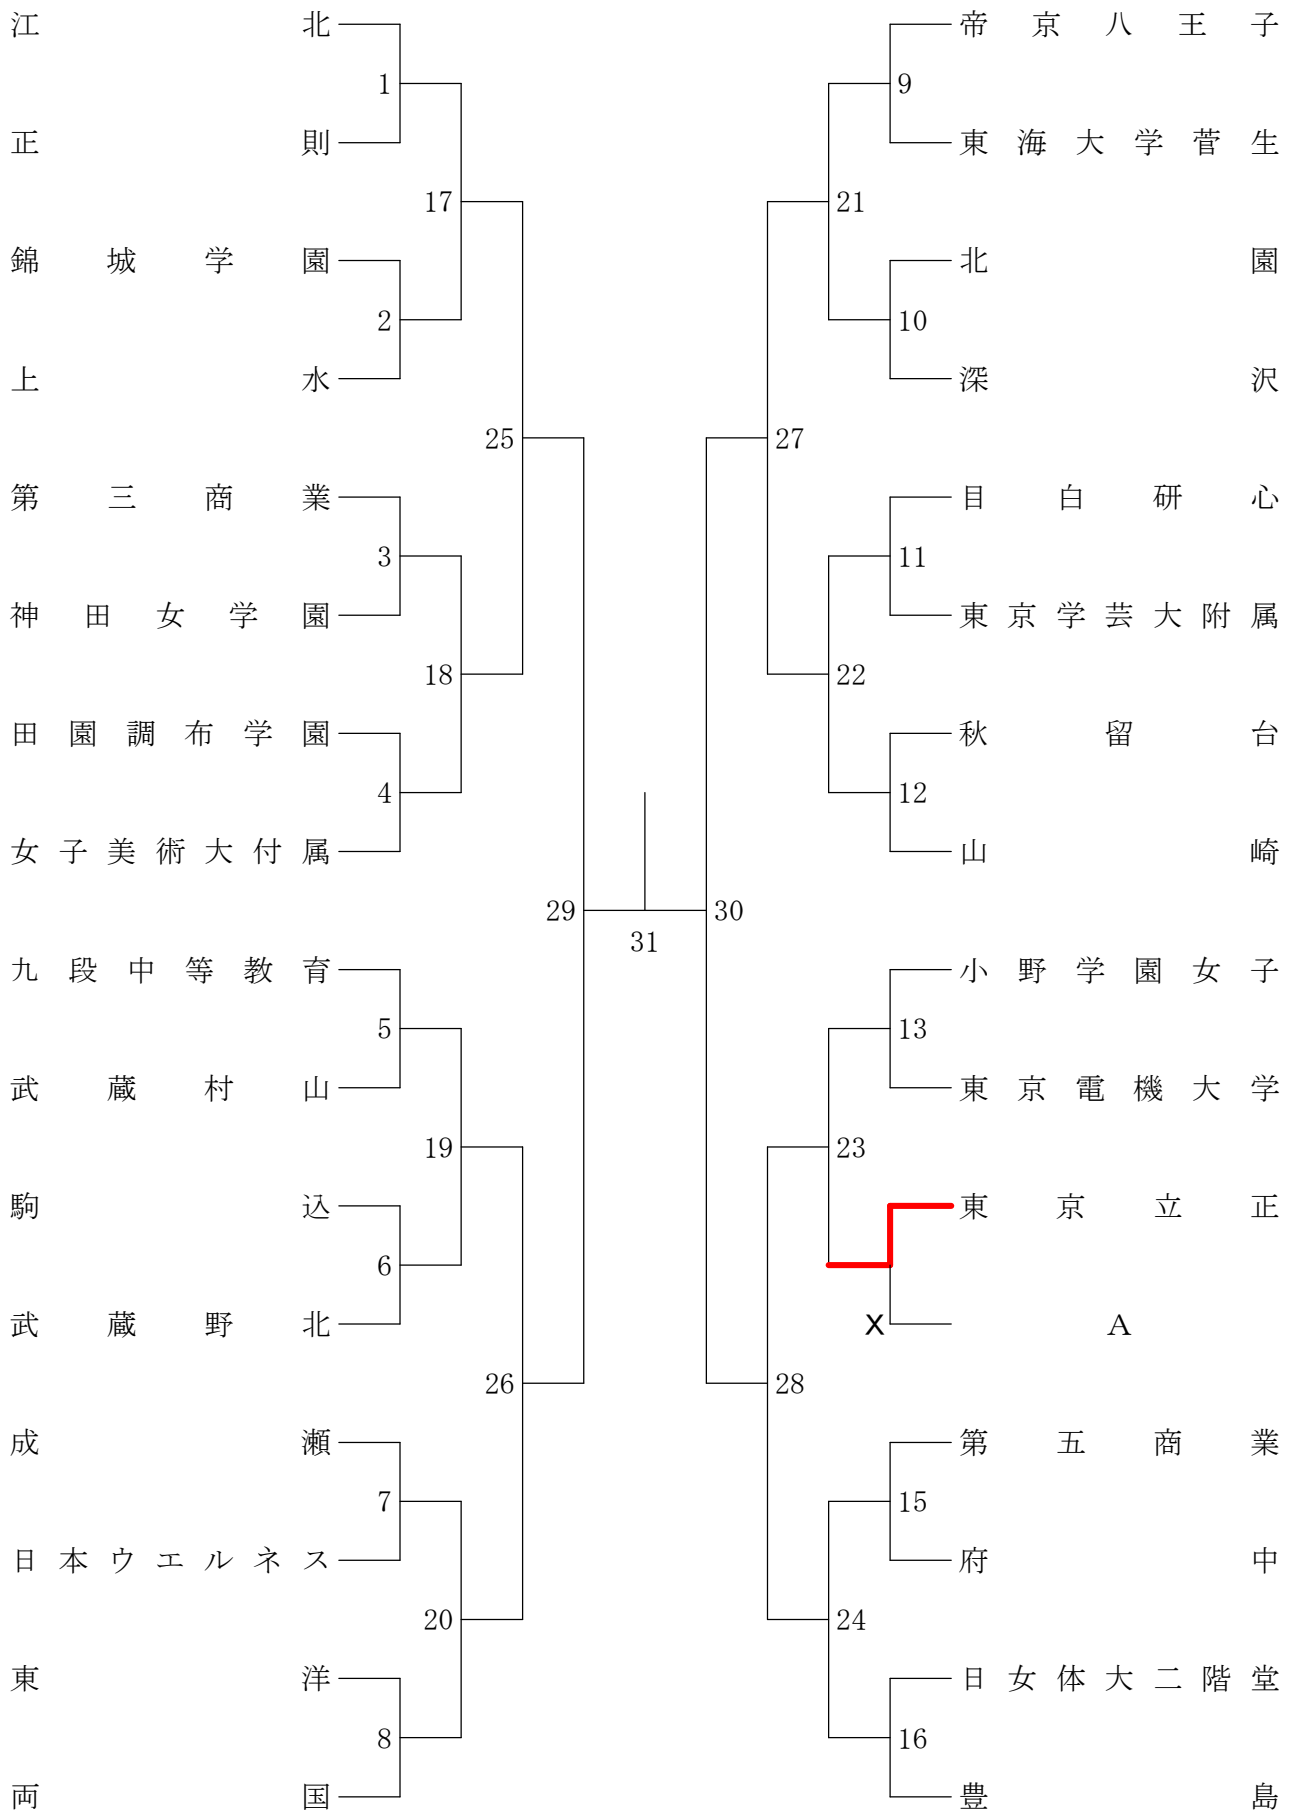 江北
1
正則
17
錦城学園
2
上水
25
第三商業
3
神田女学園
18
田園調布学園
4
女子美術大付属
29
九段中等教育
5
武蔵村山
19
駒込
6
武蔵野北
26
成瀬
7
日本ウエルネス
20
東洋
8
両国
31
帝京八王子
9
東海大学菅生
21
北園
10
深沢
27
目白研心
11
東京学芸大附属
22
秋留台
12
山崎
30
小野学園女子
13
東京電機大学
23
東京立正
X A
28
第五商業
15
府中
24
日女体大二階堂
16
豊島